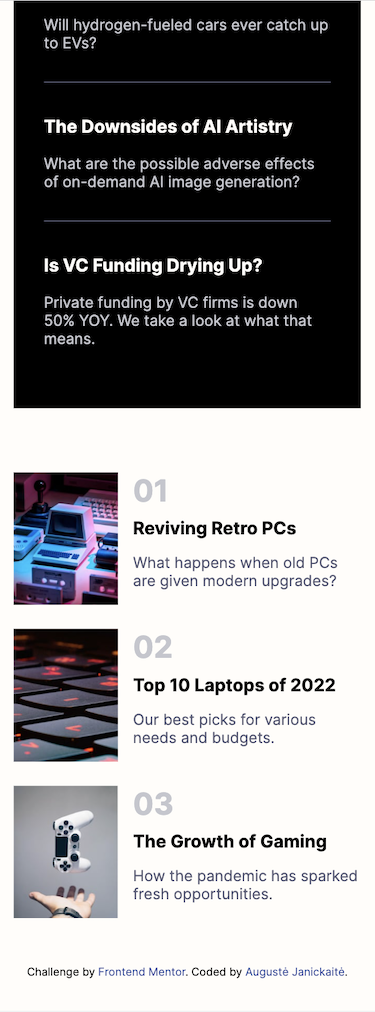 Will hydrogen-fueled cars ever catch up
to EVs?
The Downsides of AI Artistry
What are the possible adverse effects
of on-demand AI image generation?
Is VC Funding Drying Up?
Private funding by VC firms is down
50% YOY. We take a look at what that
means.
01
Reviving Retro PCs
What happens when old PCs
are given modern upgrades?
02
Top 10 Laptops of 2022
Our best picks for various
needs and budgets.
03
The Growth of Gaming
How the pandemic has sparked
fresh opportunities.
Challenge by Frontend Mentor. Coded by Augustė Janickaitė.